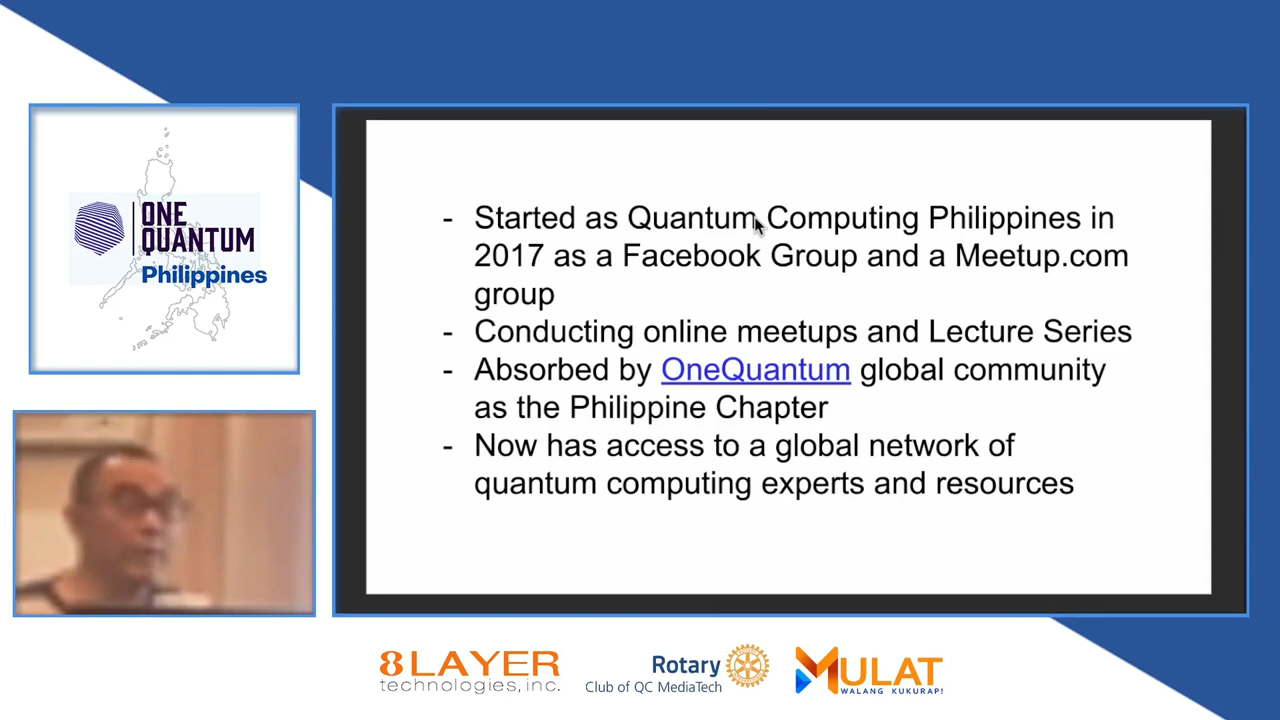 ONE
QUANTUM
Philippines
- Started as Quantum Computing Philippines in
2017 as a Facebook Group and a Meetup.com
group
- Conducting online meetups and Lecture Series
- Absorbed by OneQuantum global community
as the Philippine Chapter
- Now has access to a global network of
quantum computing experts and resources
8LAYER
technologies, inc.
Rotary
Club of QC MediaTech
MULAT
WALANG KUKURAP!